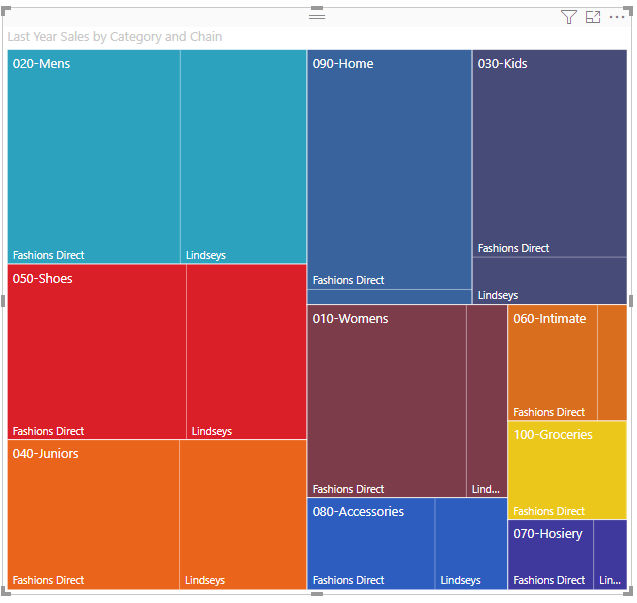 Last Year Sales by Category and Chain
020-Mens
Fashions Direct
Lindseys
050-Shoes
Fashions Direct
Lindseys
040-Juniors
Fashions Direct
Lindseys
090-Home
Fashions Direct
030-Kids
Fashions Direct
Lindseys
010-Womens
Fashions Direct
Lind...
080-Accessories
Fashions Direct
Lindseys
060-Intimate
Fashions Direct
100-Groceries
Fashions Direct
070-Hosiery
Fashions Direct
Lin...